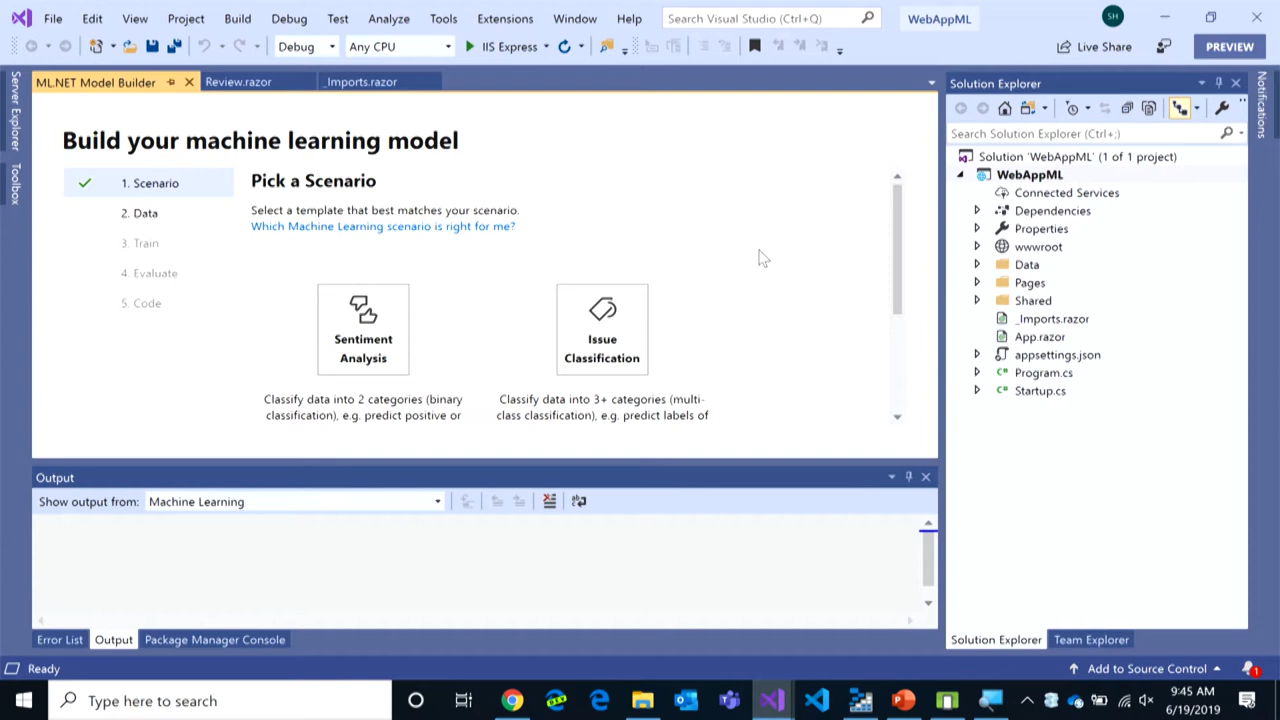 File Edit View Project Build Debug Test Analyze Tools Extensions Window Help Search Visual Studio (Ctrl+Q) WebAppML SH
Debug Any CPU IIS Express Live Share PREVIEW
Server Explorer
Toolbox
ML.NET Model Builder Review.razor _Imports.razor
Build your machine learning model
1. Scenario
2. Data
3. Train
4. Evaluate
5. Code
Pick a Scenario
Select a template that best matches your scenario.
Which Machine Learning scenario is right for me?
Sentiment
Analysis
Classify data into 2 categories (binary
classification), e.g. predict positive or
Issue
Classification
Classify data into 3+ categories (multi-
class classification), e.g. predict labels of
Output
Show output from: Machine Learning
Error List Output Package Manager Console
Solution Explorer
Search Solution Explorer (Ctrl+;)
Solution 'WebAppML' (1 of 1 project)
WebAppML
Connected Services
Dependencies
Properties
wwwroot
Data
Pages
Shared
_Imports.razor
App.razor
appsettings.json
C# Program.cs
C# Startup.cs
Solution Explorer Team Explorer
Notifications
Ready Add to Source Control 1
Type here to search
9:45 AM
6/19/2019